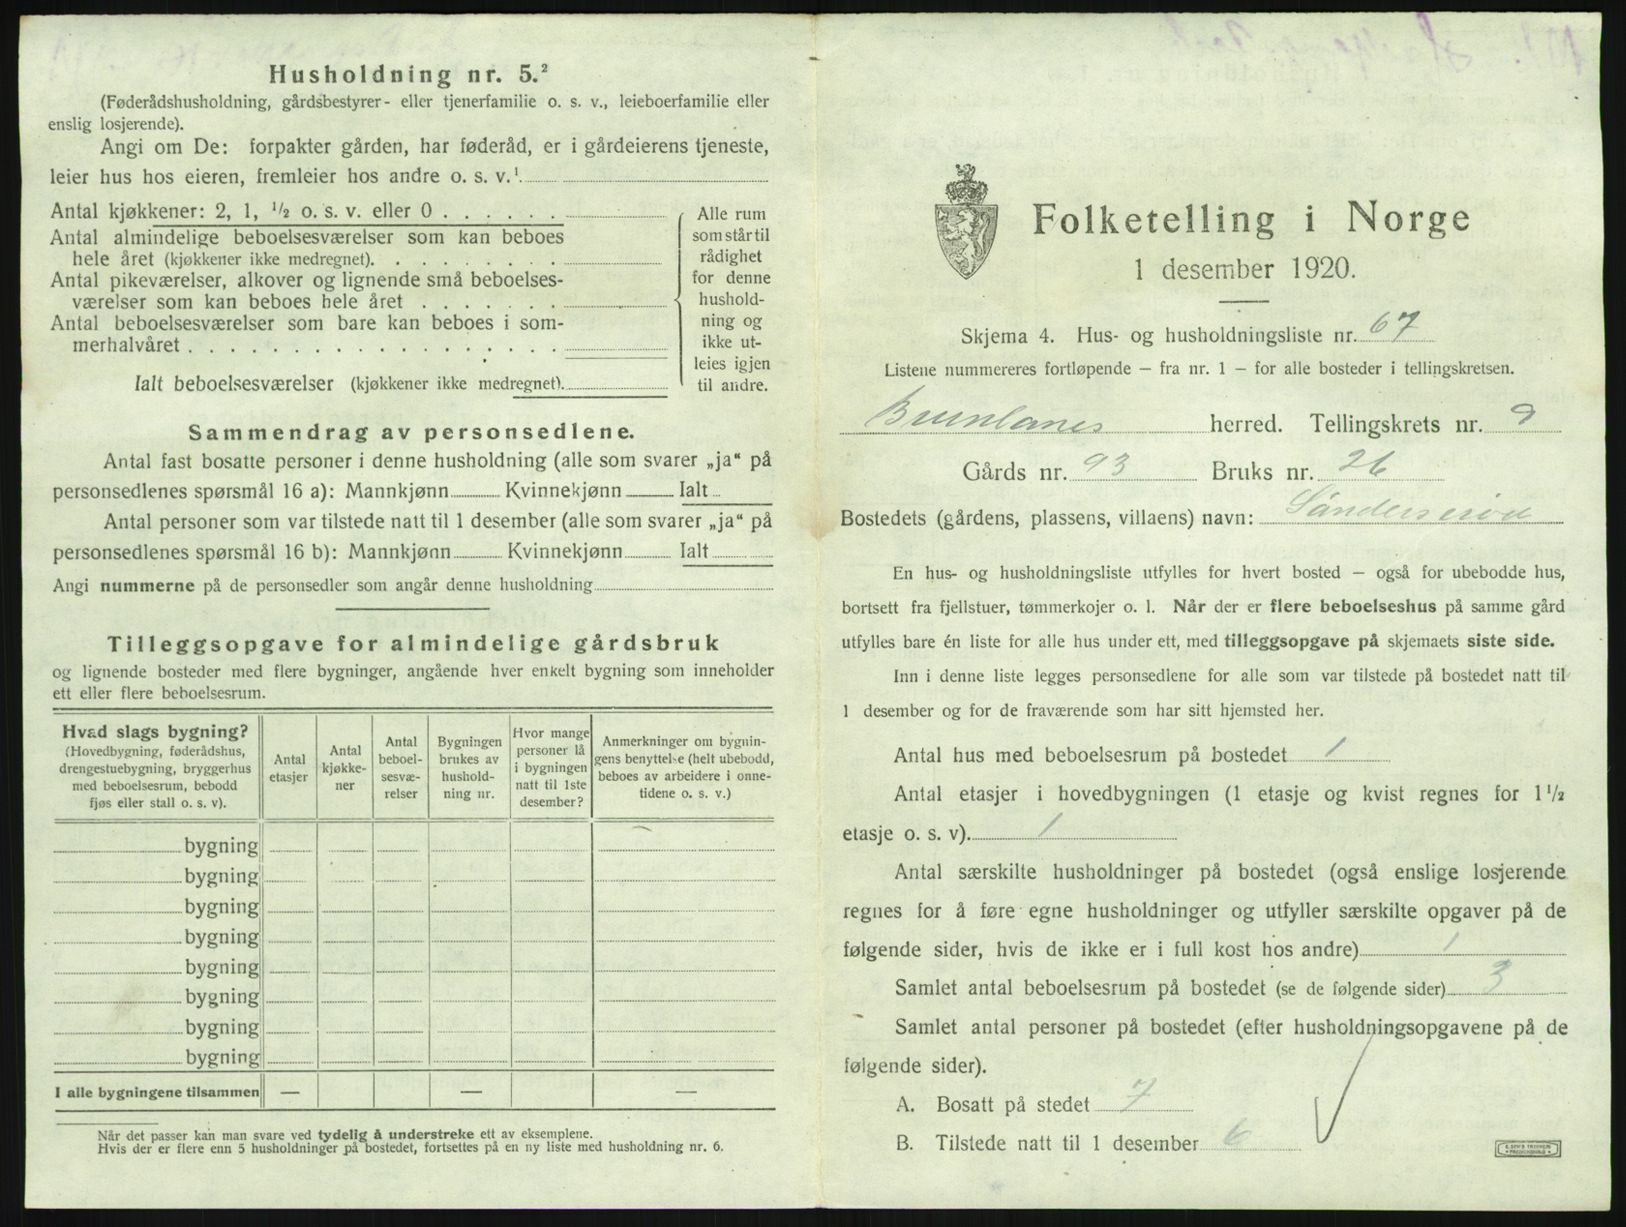 Husholdning nr. 5.²
(Føderådshusholdning, gårdsbestyrer- eller tjenerfamilie o. s. v., leieboerfamilie eller
enslig losjerende).
Angi om De: forpakter gården, har føderåd, er i gårdeierens tjeneste,
leier hus hos eieren, fremleier hos andre o. s. v.¹
Antal kjøkkener: 2, 1, ½ o. s. v. eller 0
Antal almindelige beboelsesværelser som kan beboes
hele året (kjøkkener ikke medregnet).
Antal pikeværelser, alkover og lignende små beboelses-
værelser som kan beboes hele året
Antal beboelsesværelser som bare kan beboes i som-
merhalvåret
Ialt beboelsesværelser (kjøkkener ikke medregnet).
Alle rum
som står til
rådighet
for denne
hushold-
ning og
ikke ut-
leies igjen
til andre.
Sammendrag av personsedlene.
Antal fast bosatte personer i denne husholdning (alle som svarer „ja“ på
personsedlenes spørsmål 16 a): Mannkjønn Kvinnekjønn Ialt
Antal personer som var tilstede natt til 1 desember (alle som svarer „ja“ på
personsedlenes spørsmål 16 b): Mannkjønn Kvinnekjønn Ialt
Angi nummerne på de personsedler som angår denne husholdning
Tilleggsopgave for almindelige gårdsbruk
og lignende bosteder med flere bygninger, angående hver enkelt bygning som inneholder
ett eller flere beboelsesrum.
Hvad slags bygning?
(Hovedbygning, føderådshus,
drengestuebygning, bryggerhus
med beboelsesrum, bebodd
fjøs eller stall o. s. v).
Antal
etasjer
Antal
kjøkke-
ner
Antal
beboel-
sesvæ-
relser
Bygningen
brukes av
hushold-
ning nr.
Hvor mange
personer lå
i bygningen
natt til 1ste
desember?
Anmerkninger om bygnin-
gens benyttelse (helt ubebodd,
beboes av arbeidere i onne-
tidene o. s. v.)
bygning
bygning
bygning
bygning
bygning
bygning
bygning
bygning
I alle bygningene tilsammen — — —
Når det passer kan man svare ved tydelig å understreke ett av eksemplene.
Hvis der er flere enn 5 husholdninger på bostedet, fortsettes på en ny liste med husholdning nr. 6.
Folketelling i Norge
1 desember 1920.
Skjema 4. Hus- og husholdningsliste nr. 67
Listene nummereres fortløpende — fra nr. 1 — for alle bosteder i tellingskretsen.
Brunlanes herred. Tellingskrets nr. 9
Gårds nr. 93 Bruks nr. 26
Bostedets (gårdens, plassens, villaens) navn: Sønderserød
En hus- og husholdningsliste utfylles for hvert bosted — også for ubebodde hus,
bortsett fra fjellstuer, tømmerkojer o. l. Når der er flere beboelseshus på samme gård
utfylles bare én liste for alle hus under ett, med tilleggsopgave på skjemaets siste side.
Inn i denne liste legges personsedlene for alle som var tilstede på bostedet natt til
1 desember og for de fraværende som har sitt hjemsted her.
Antal hus med beboelsesrum på bostedet 1
Antal etasjer i hovedbygningen (1 etasje og kvist regnes for 1½
etasje o. s. v). 1
Antal særskilte husholdninger på bostedet (også enslige losjerende
regnes for å føre egne husholdninger og utfyller særskilte opgaver på de
følgende sider, hvis de ikke er i full kost hos andre) 1
Samlet antal beboelsesrum på bostedet (se de følgende sider) 3
Samlet antal personer på bostedet (efter husholdningsopgavene på de
følgende sider).
A. Bosatt på stedet 7
B. Tilstede natt til 1 desember 6